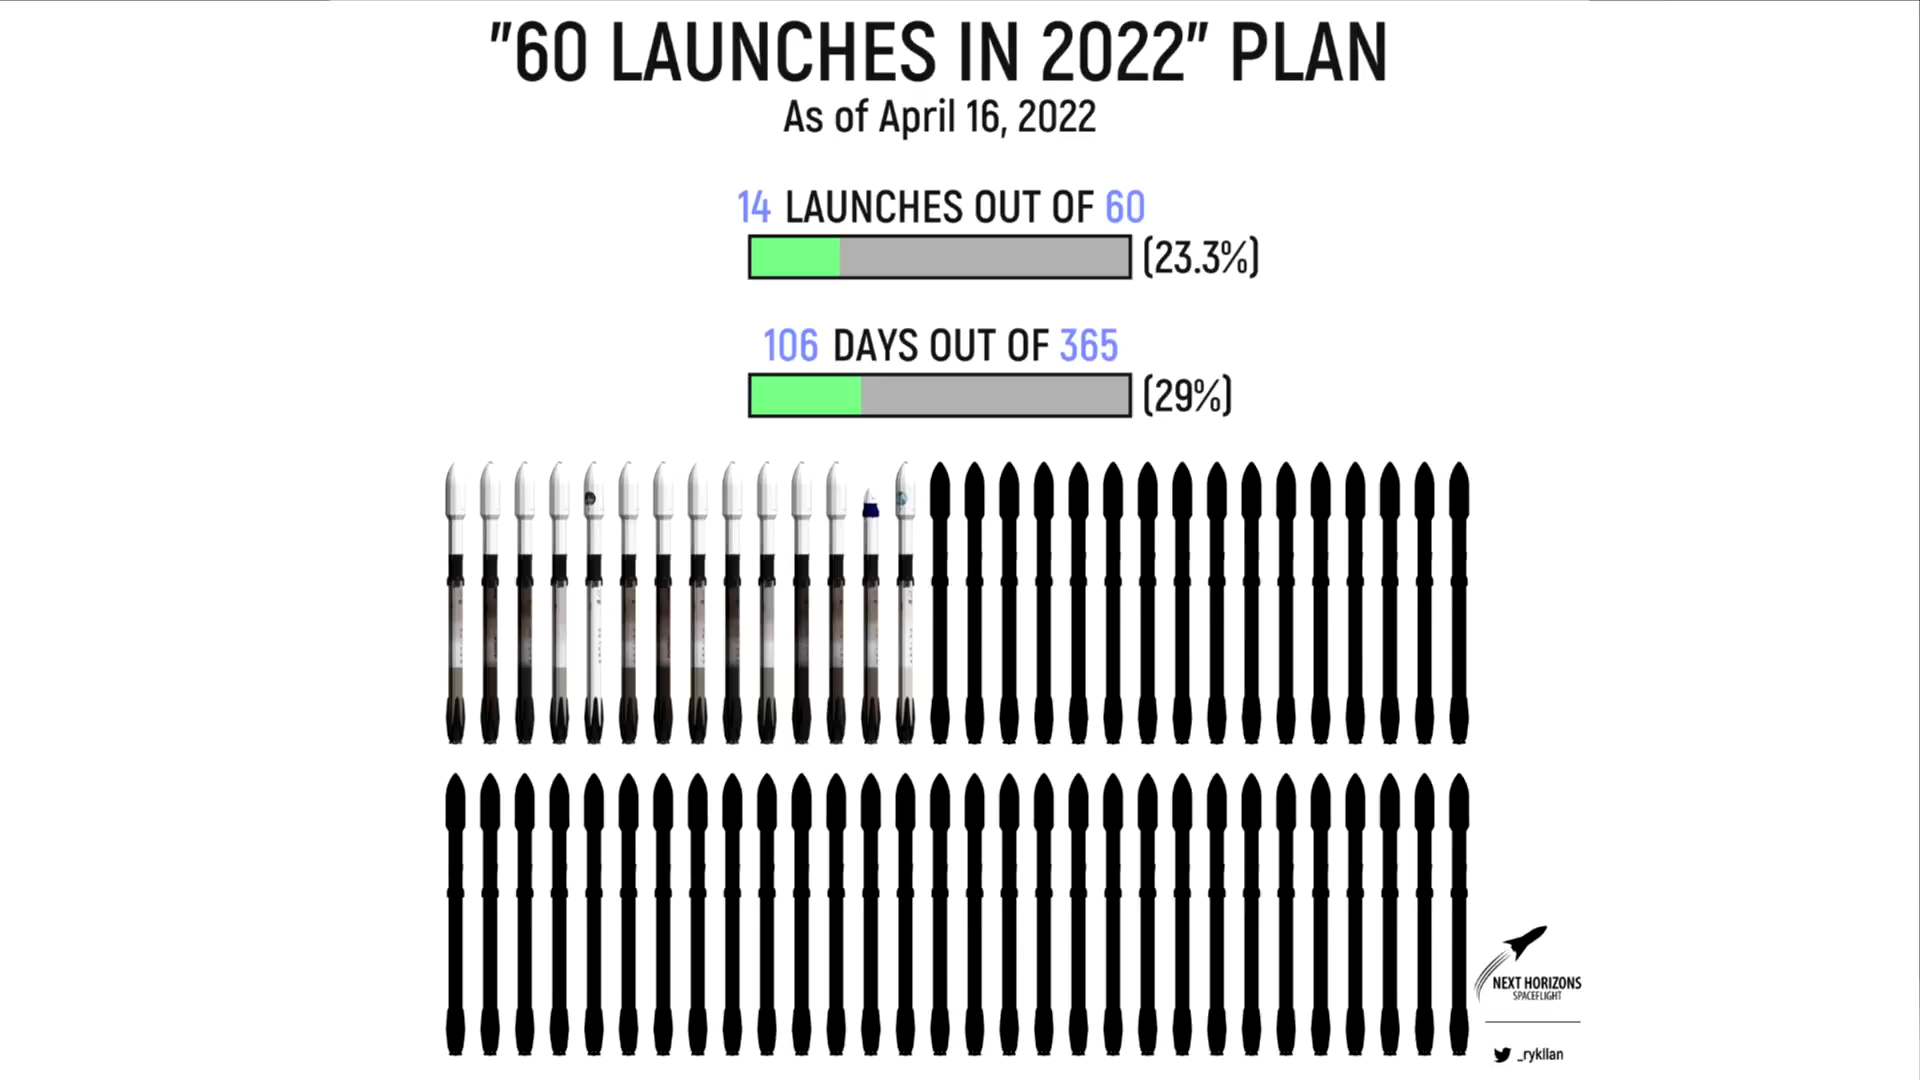 "60 LAUNCHES IN 2022" PLAN
As of April 16, 2022
14 LAUNCHES OUT OF 60
(23.3%)
106 DAYS OUT OF 365
(29%)
NEXT HORIZONS
SPACEFLIGHT
_rykllan